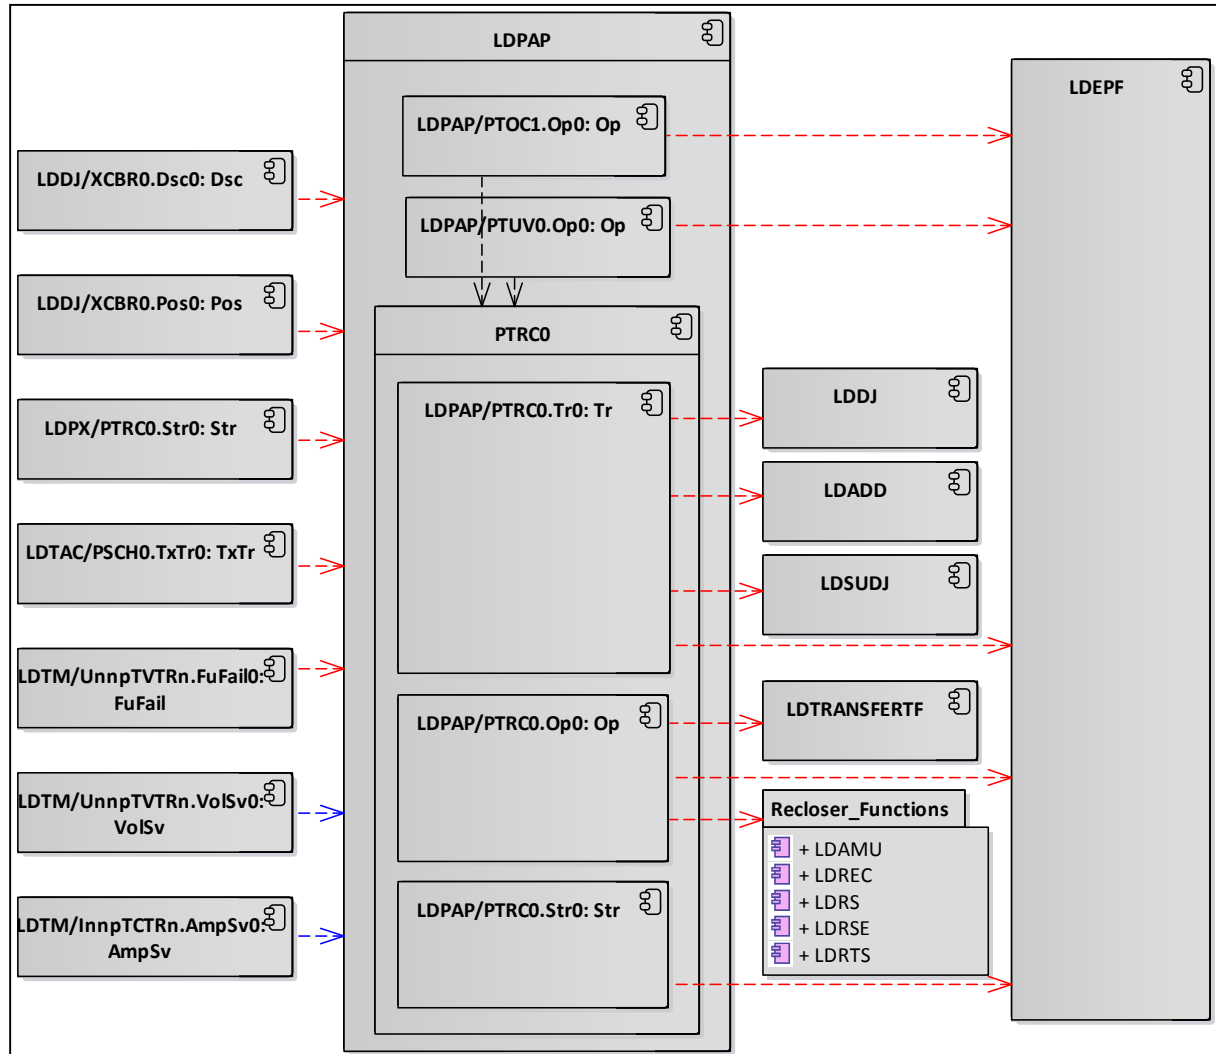 LDPAP
LDEPF
LDPAP/PTOC1.Op0: Op
LDDJ/XCBR0.Dsc0: Dsc
LDPAP/PTUV0.Op0: Op
LDDJ/XCBR0.Pos0: Pos
PTRC0
LDPAP/PTRC0.Tr0: Tr
LDDJ
LDPX/PTRC0.Str0: Str
LDADD
LDTAC/PSCH0.TxTr0: TxTr
LDSUDJ
LDTM/UnnpTVTRn.FuFail0:
FuFail
LDPAP/PTRC0.Op0: Op
LDTRANSFERTF
LDTM/UnnpTVTRn.VolSv0:
VolSv
Recloser_Functions
+ LDAMU
+ LDREC
+ LDRS
+ LDRSE
+ LDRTS
LDPAP/PTRC0.Str0: Str
LDTM/InnpTCTRn.AmpSv0:
AmpSv